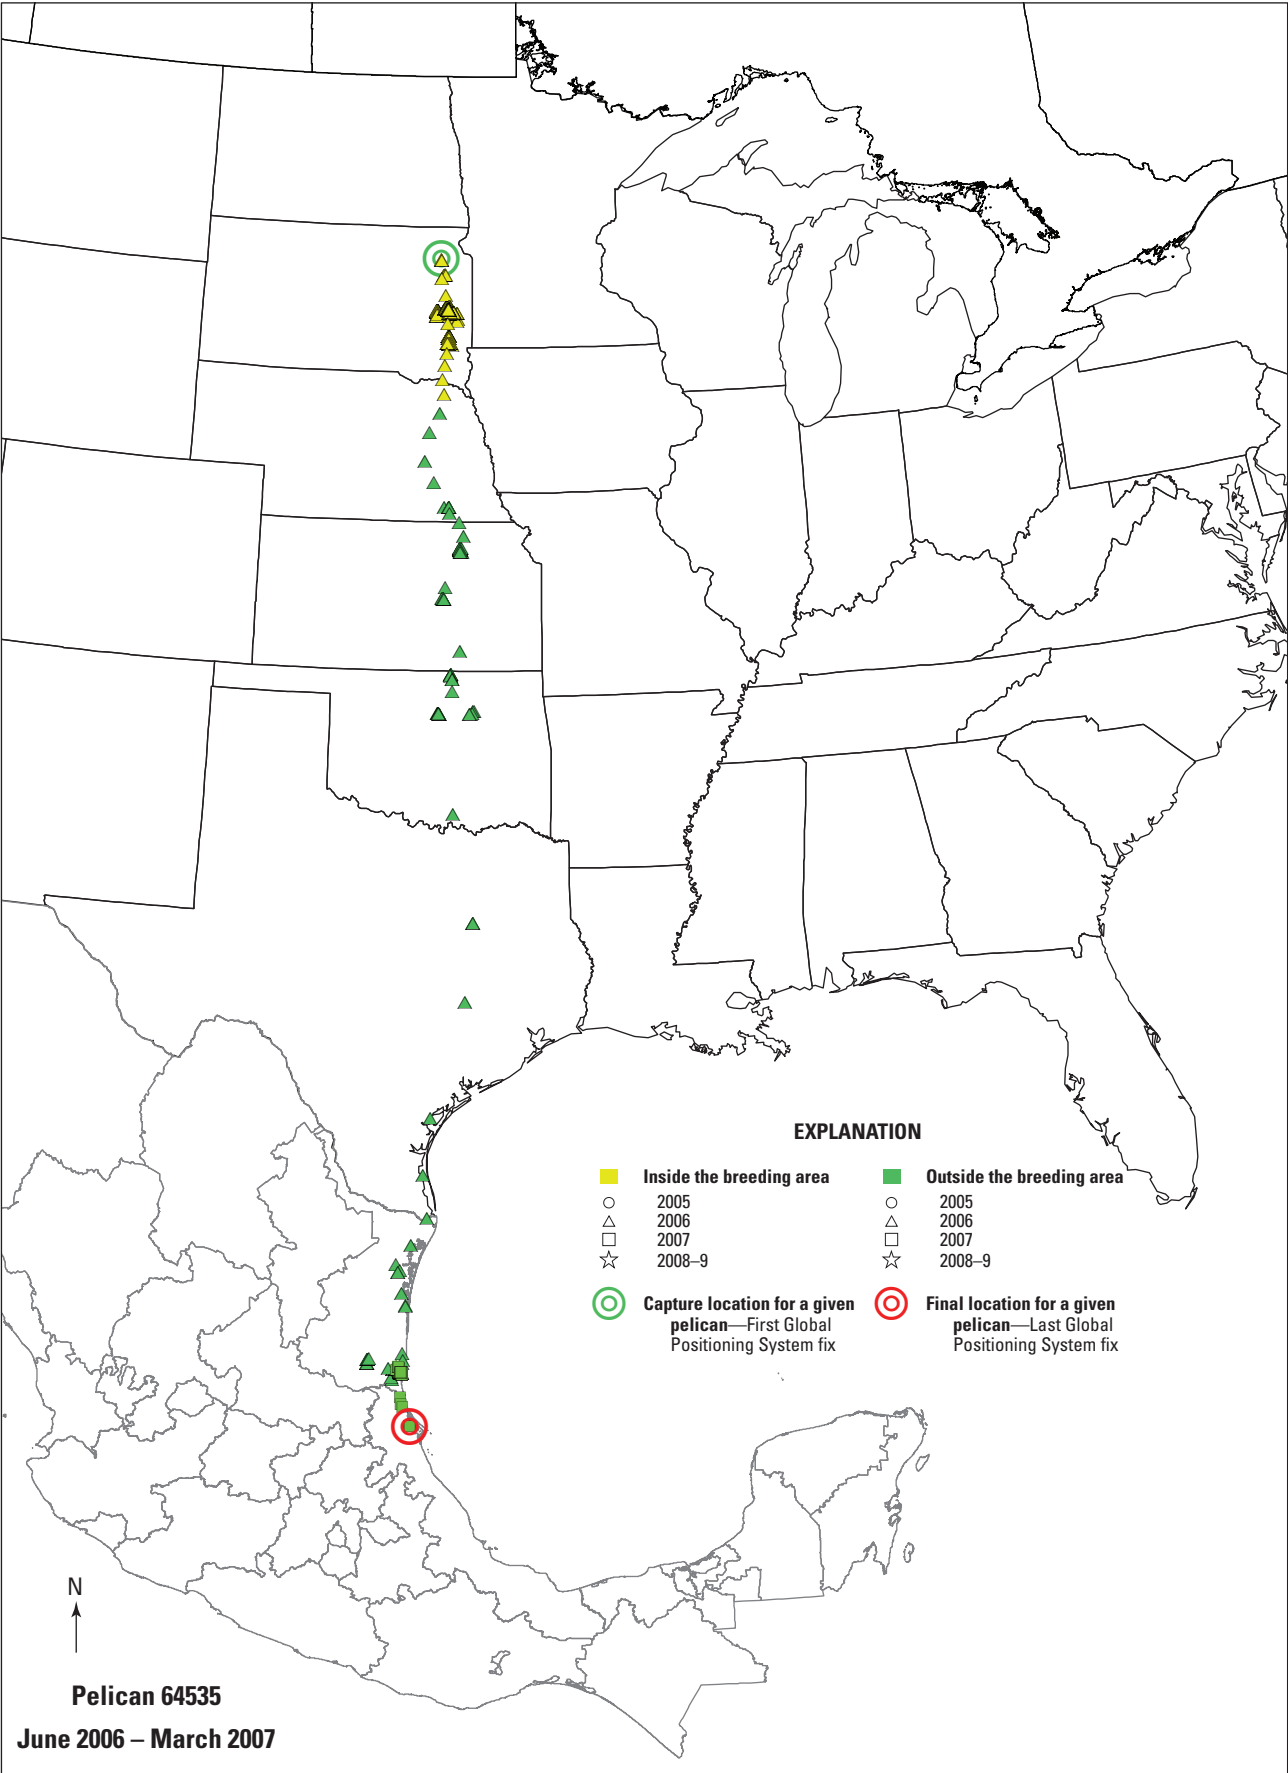 EXPLANATION
Inside the breeding area
2005
2006
2007
2008–9
Capture location for a given
pelican—First Global
Positioning System fix
Outside the breeding area
2005
2006
2007
2008–9
Final location for a given
pelican—Last Global
Positioning System fix
N
Pelican 64535
June 2006 – March 2007